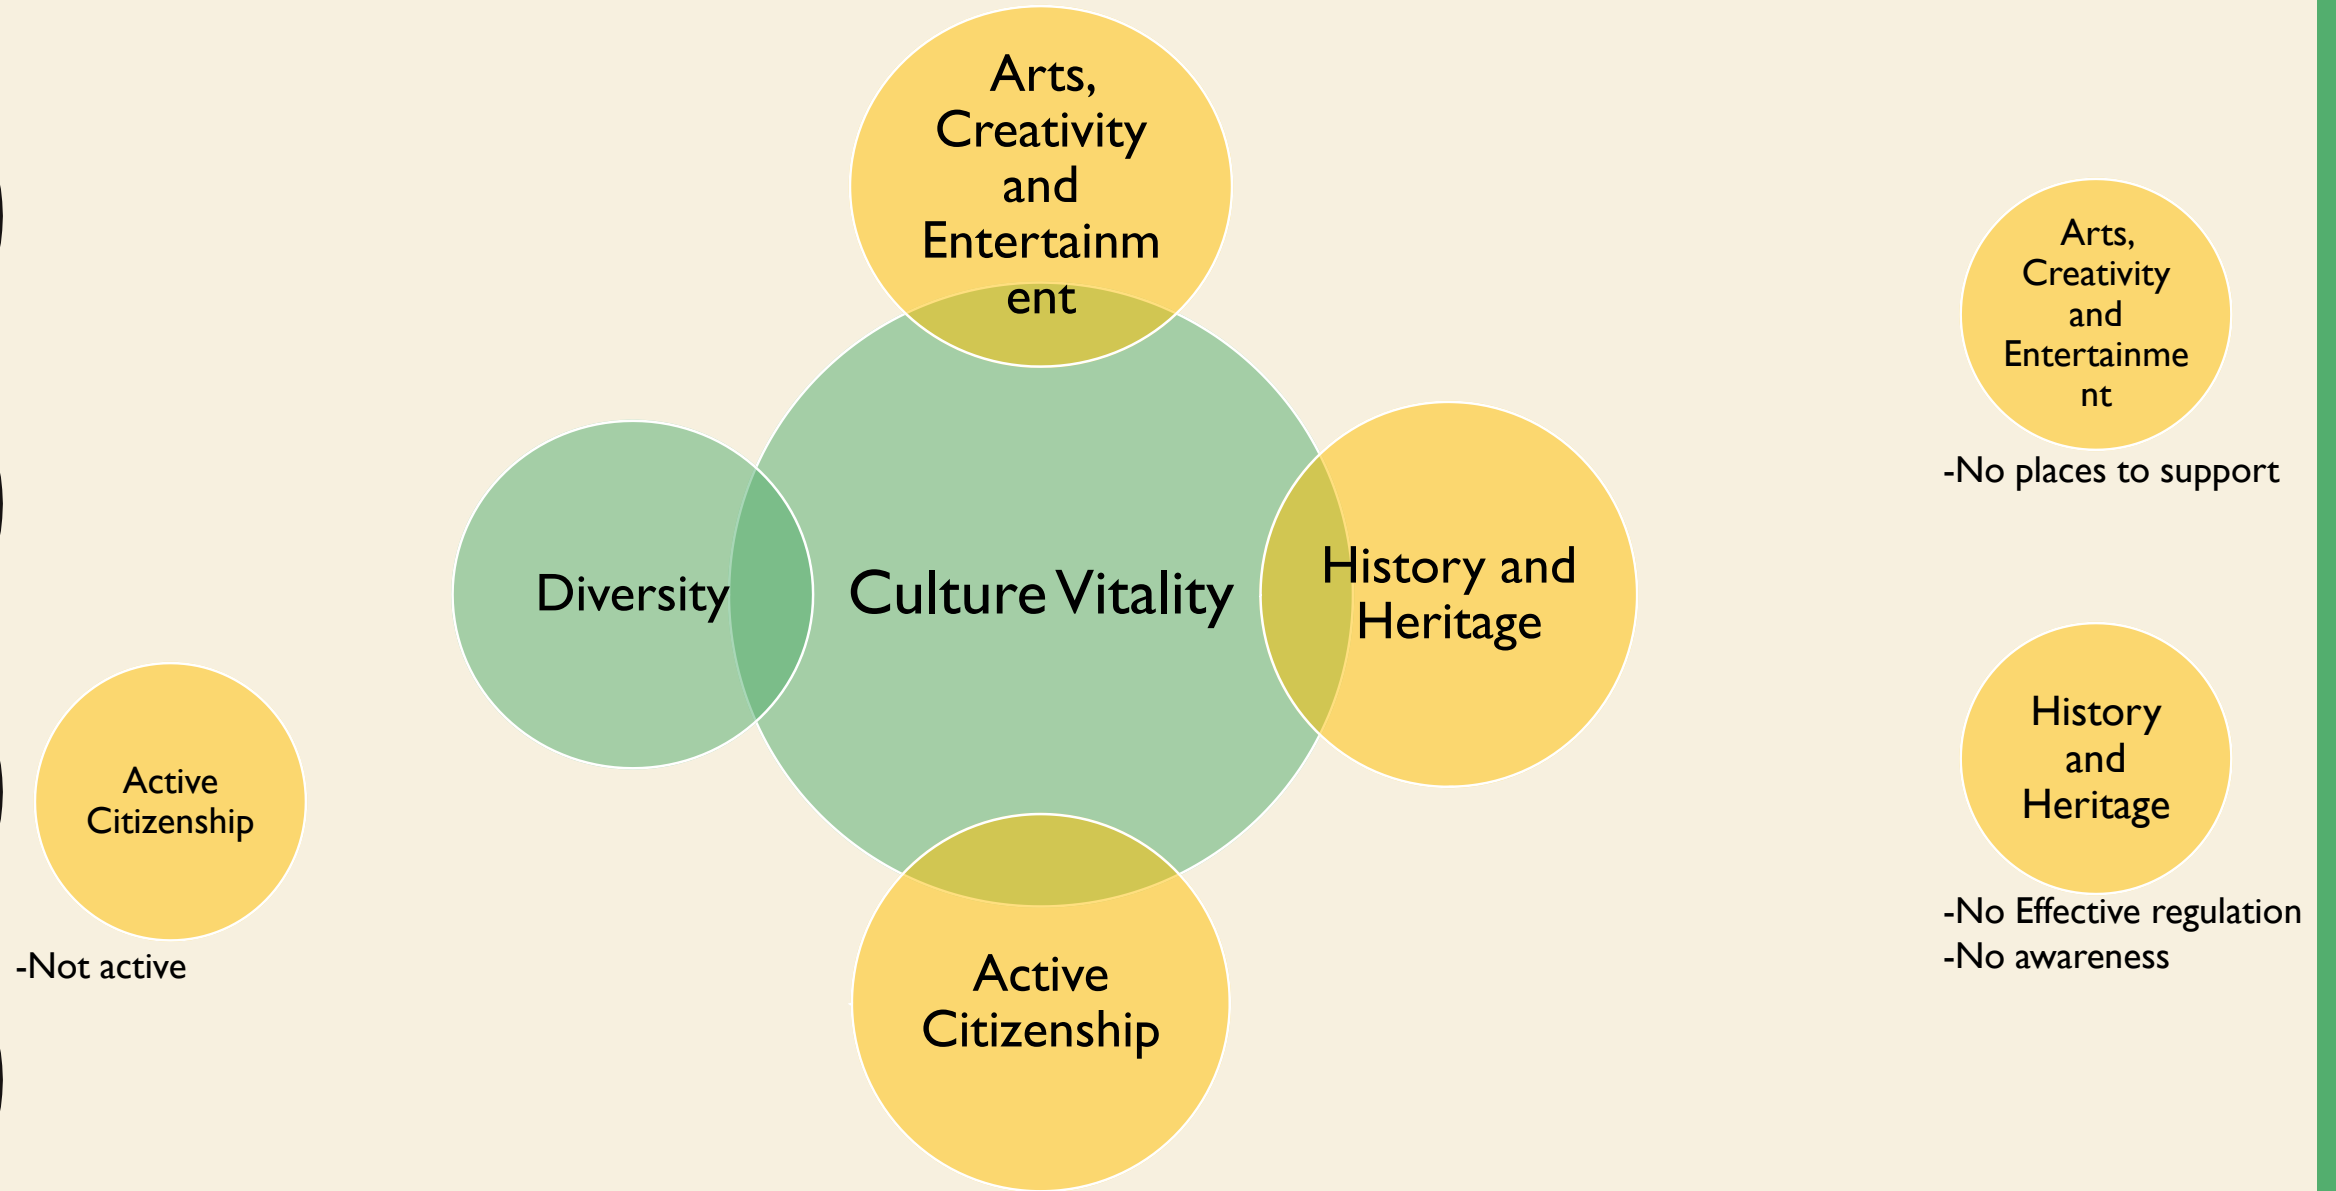 Arts,
Creativity
and
Entertainm
ent
Diversity
Culture Vitality
History and
Heritage
Active
Citizenship
Active
Citizenship
-Not active
Arts,
Creativity
and
Entertainme
nt
-No places to support
History
and
Heritage
-No Effective regulation
-No awareness